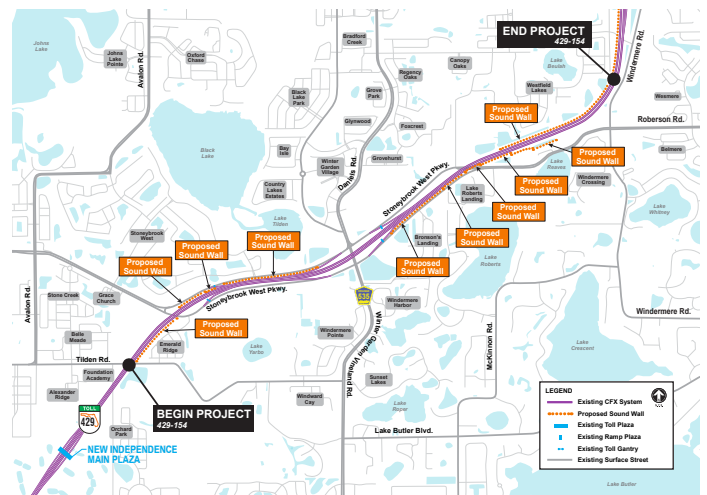 Johns
Lake
Johns
Lake
Pointe
Avalon Rd.
Oxford
Chase
Bradford
Creek
END PROJECT
429-154
Windermere Rd.
Black
Lake
Park
Grove
Park
Regency
Oaks
Canopy
Oaks
Lake
Beulah
Westfield
Lakes
Wesmere
Glynwood
Foxcrest
Proposed
Sound Wall
Roberson Rd.
Black
Lake
Bay
Isle
Winter
Garden
Village
Grovehurst
Daniels Rd.
Stoneybrook West Pkwy.
Proposed
Sound Wall
Belmere
Lake
Reaves
Windermere
Crossing
Country
Lakes
Estates
Lake
Roberts
Landing
Proposed
Sound Wall
Lake
Whitney
Lake
Tilden
Stoneybrook
West
Proposed
Sound Wall
Proposed
Sound Wall
Bronson's
Landing
Proposed
Sound Wall
Proposed
Sound Wall
Proposed
Sound Wall
Lake
Roberts
Stone Creek
Grace
Church
Stoneybrook West Pkwy.
535
Windermere
Harbor
Windermere Rd.
Avalon Rd.
Belle
Meade
Proposed
Sound Wall
Emerald
Ridge
Lake
Yarbo
Windermere
Pointe
Winter Garden Vineland Rd.
McKinnon Rd.
Lake
Crescent
Tilden Rd.
Foundation
Academy
Sunset
Lakes
Alexander
Ridge
BEGIN PROJECT
429-154
Windward
Cay
Lake
Roper
TOLL
429
Orchard
Park
Lake Butler Blvd.
NEW INDEPENDENCE
MAIN PLAZA
LEGEND
Existing CFX System
Proposed Sound Wall
Existing Toll Plaza
Existing Ramp Plaza
Existing Toll Gantry
Existing Surface Street
Lake Butler